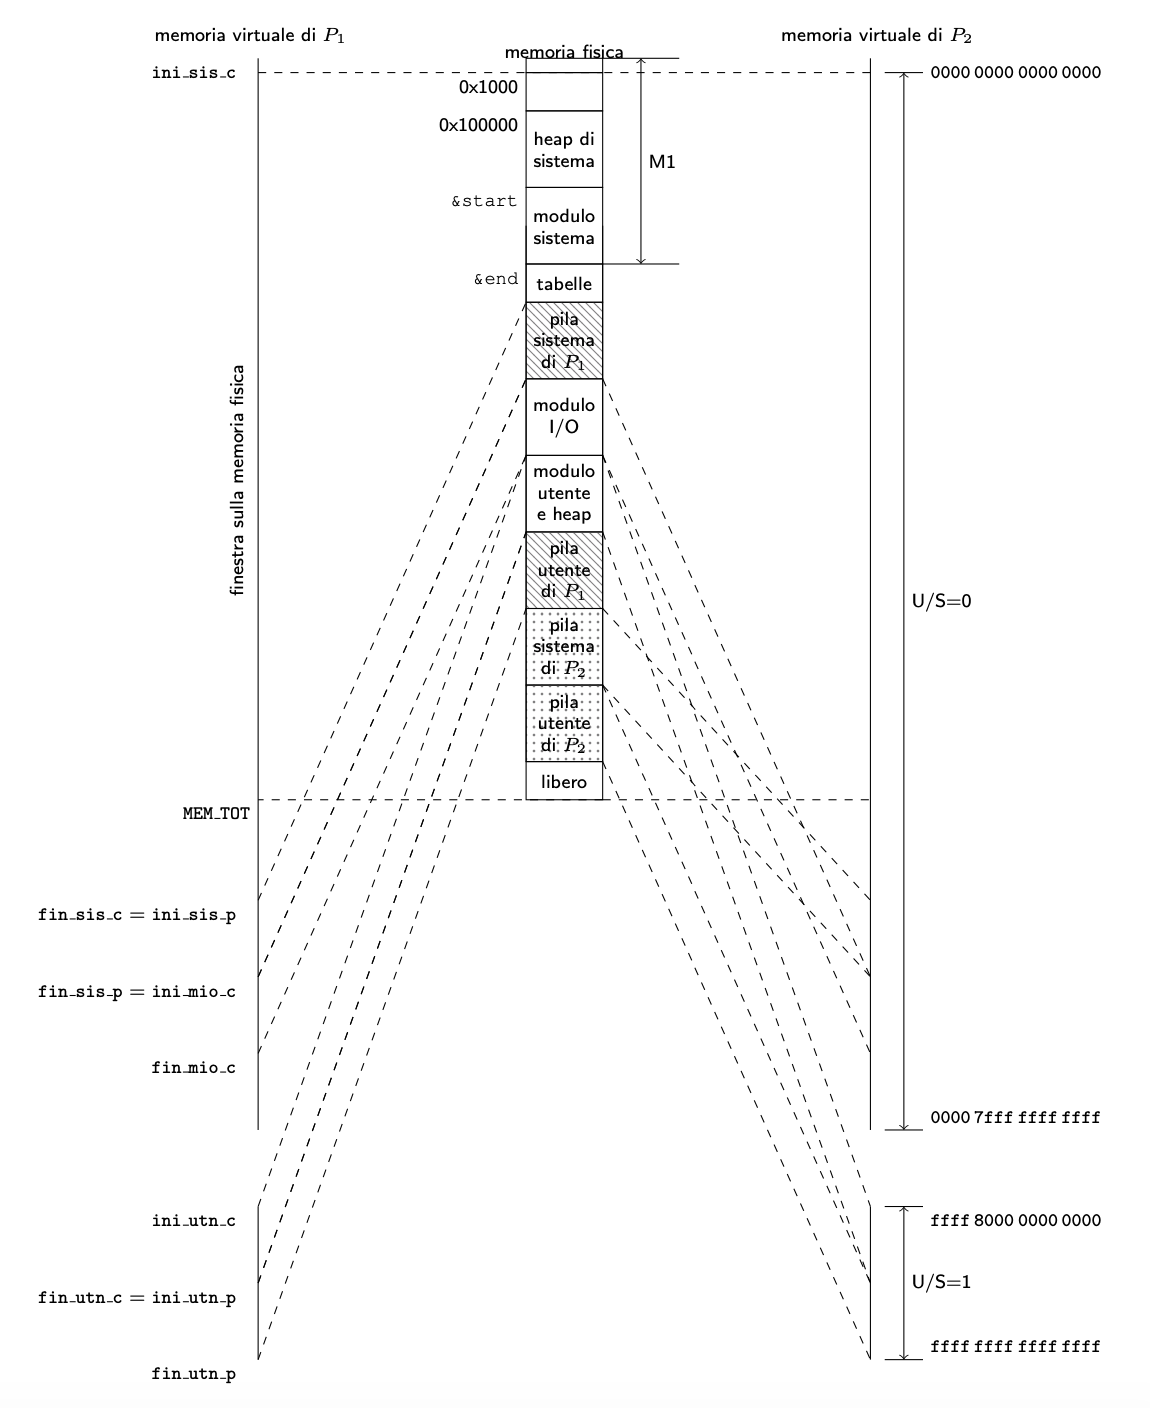 memoria virtuale di P1
memoria virtuale di P2
memoria fisica
ini_sis_c
0000 0000 0000 0000
0x1000
0x100000
heap di
sistema
M1
&start
modulo
sistema
&end
tabelle
pila
sistema
di P1
modulo
I/O
finestra sulla memoria fisica
modulo
utente
e heap
pila
utente
di P1
U/S=0
pila
sistema
di P2
pila
utente
di P2
libero
MEM_TOT
fin_sis_c = ini_sis_p
fin_sis_p = ini_mio_c
fin_mio_c
0000 7fff ffff ffff
ini_utn_c
ffff 8000 0000 0000
U/S=1
fin_utn_c = ini_utn_p
ffff ffff ffff ffff
fin_utn_p